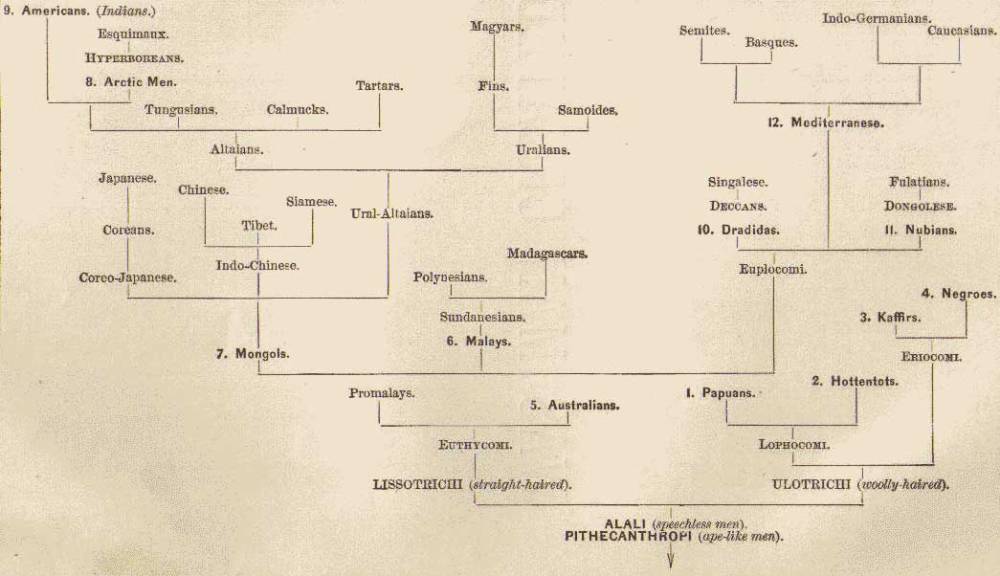 9. Americans. (Indians.)
Esquimaux.
HYPERBOREANS.
8. Arctic Men.
Tungusians.
Calmucks.
Tartars.
Altaians.
Magyars.
Fins.
Samoides.
Uralians.
Ural-Altaians.
Japanese.
Coreans.
Coreo-Japanese.
Chinese.
Tibet.
Siamese.
Indo-Chinese.
7. Mongols.
Polynesians.
Madagascars.
Sundanesians.
6. Malays.
Semites.
Basques.
Indo-Germanians.
Caucasians.
12. Mediterranese.
Singalese.
DECCANS.
10. Dradidas.
Fulatians.
DONGOLESE.
11. Nubians.
Euplocomi.
Promalays.
5. Australians.
EUTHYCOMI.
LISSOTRICHI (straight-haired).
4. Negroes.
3. Kaffirs.
ERIOCOMI.
1. Papuans.
2. Hottentots.
LOPHOCOMI.
ULOTRICHI (woolly-haired).
ALALI (speechless men).
PITHECANTHROPI (ape-like men).